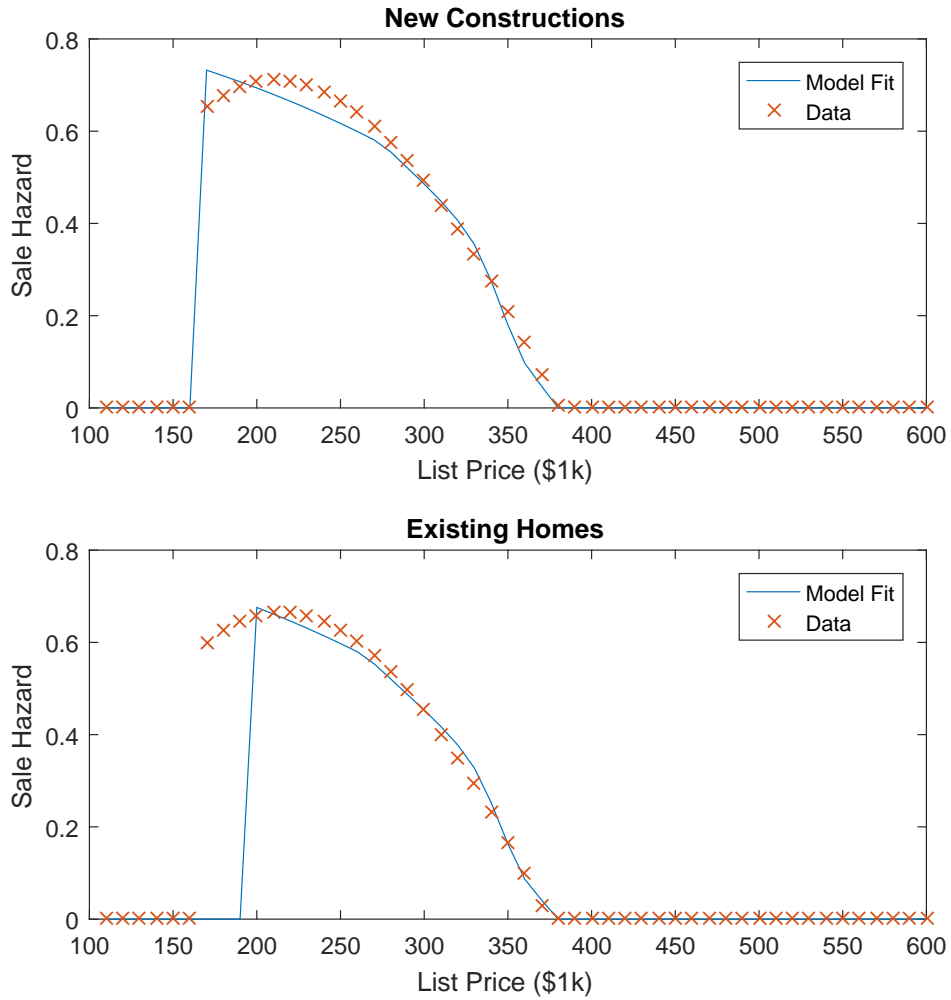 New Constructions
0.8
0.6
0.4
0.2
0
Sale Hazard
Model Fit
Data
100 150 200 250 300 350 400 450 500 550 600
List Price ($1k)
Existing Homes
0.8
0.6
0.4
0.2
0
Sale Hazard
Model Fit
Data
100 150 200 250 300 350 400 450 500 550 600
List Price ($1k)